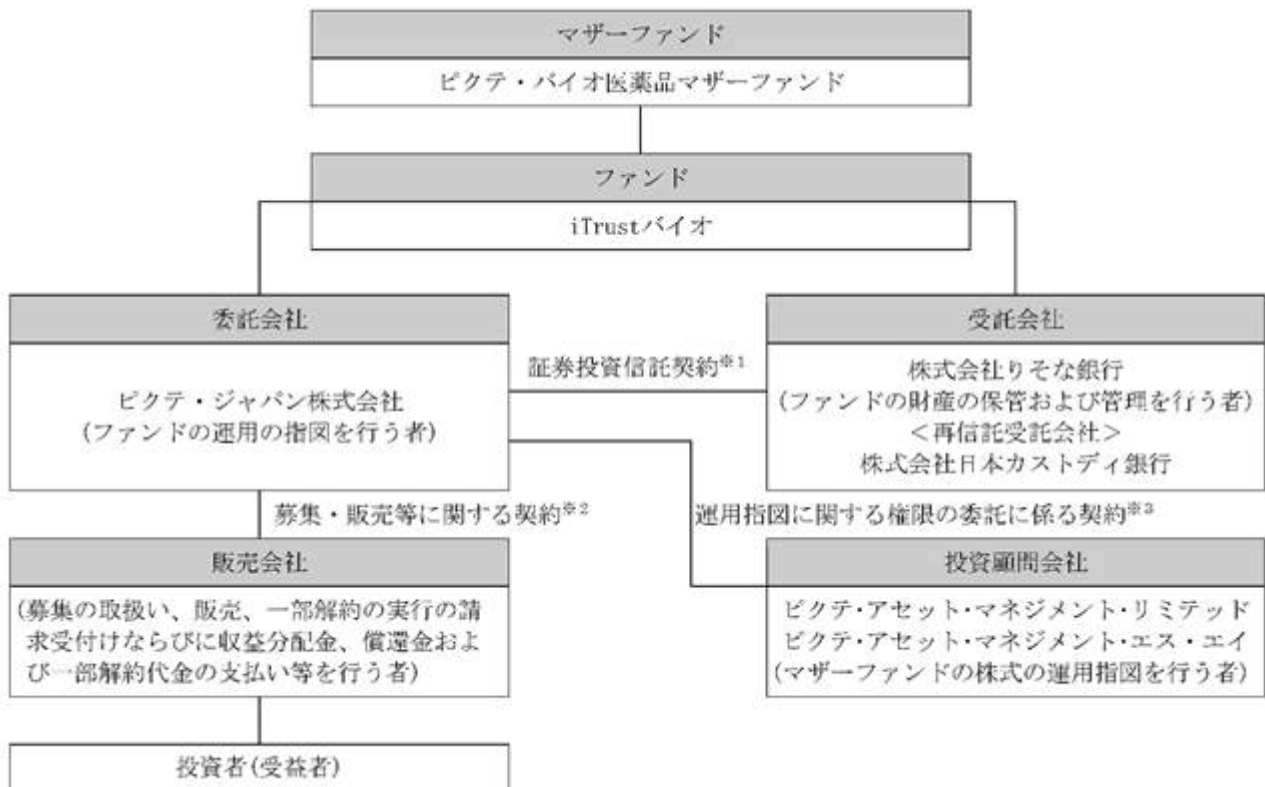 マザーファンド
ピクテ・バイオ医薬品マザーファンド
ファンド
iTrustバイオ
委託会社
ピクテ・ジャパン株式会社
(ファンドの運用の指図を行う者)
証券投資信託契約※1
受託会社
株式会社りそな銀行
(ファンドの財産の保管および管理を行う者)
＜再信託受託会社＞
株式会社日本カストディ銀行
募集・販売等に関する契約※2
運用指図に関する権限の委託に係る契約※3
販売会社
(募集の取扱い、販売、一部解約の実行の請
求受付けならびに収益分配金、償還金およ
び一部解約代金の支払い等を行う者)
投資顧問会社
ピクテ・アセット・マネジメント・リミテッド
ピクテ・アセット・マネジメント・エス・エイ
(マザーファンドの株式の運用指図を行う者)
投資者(受益者)